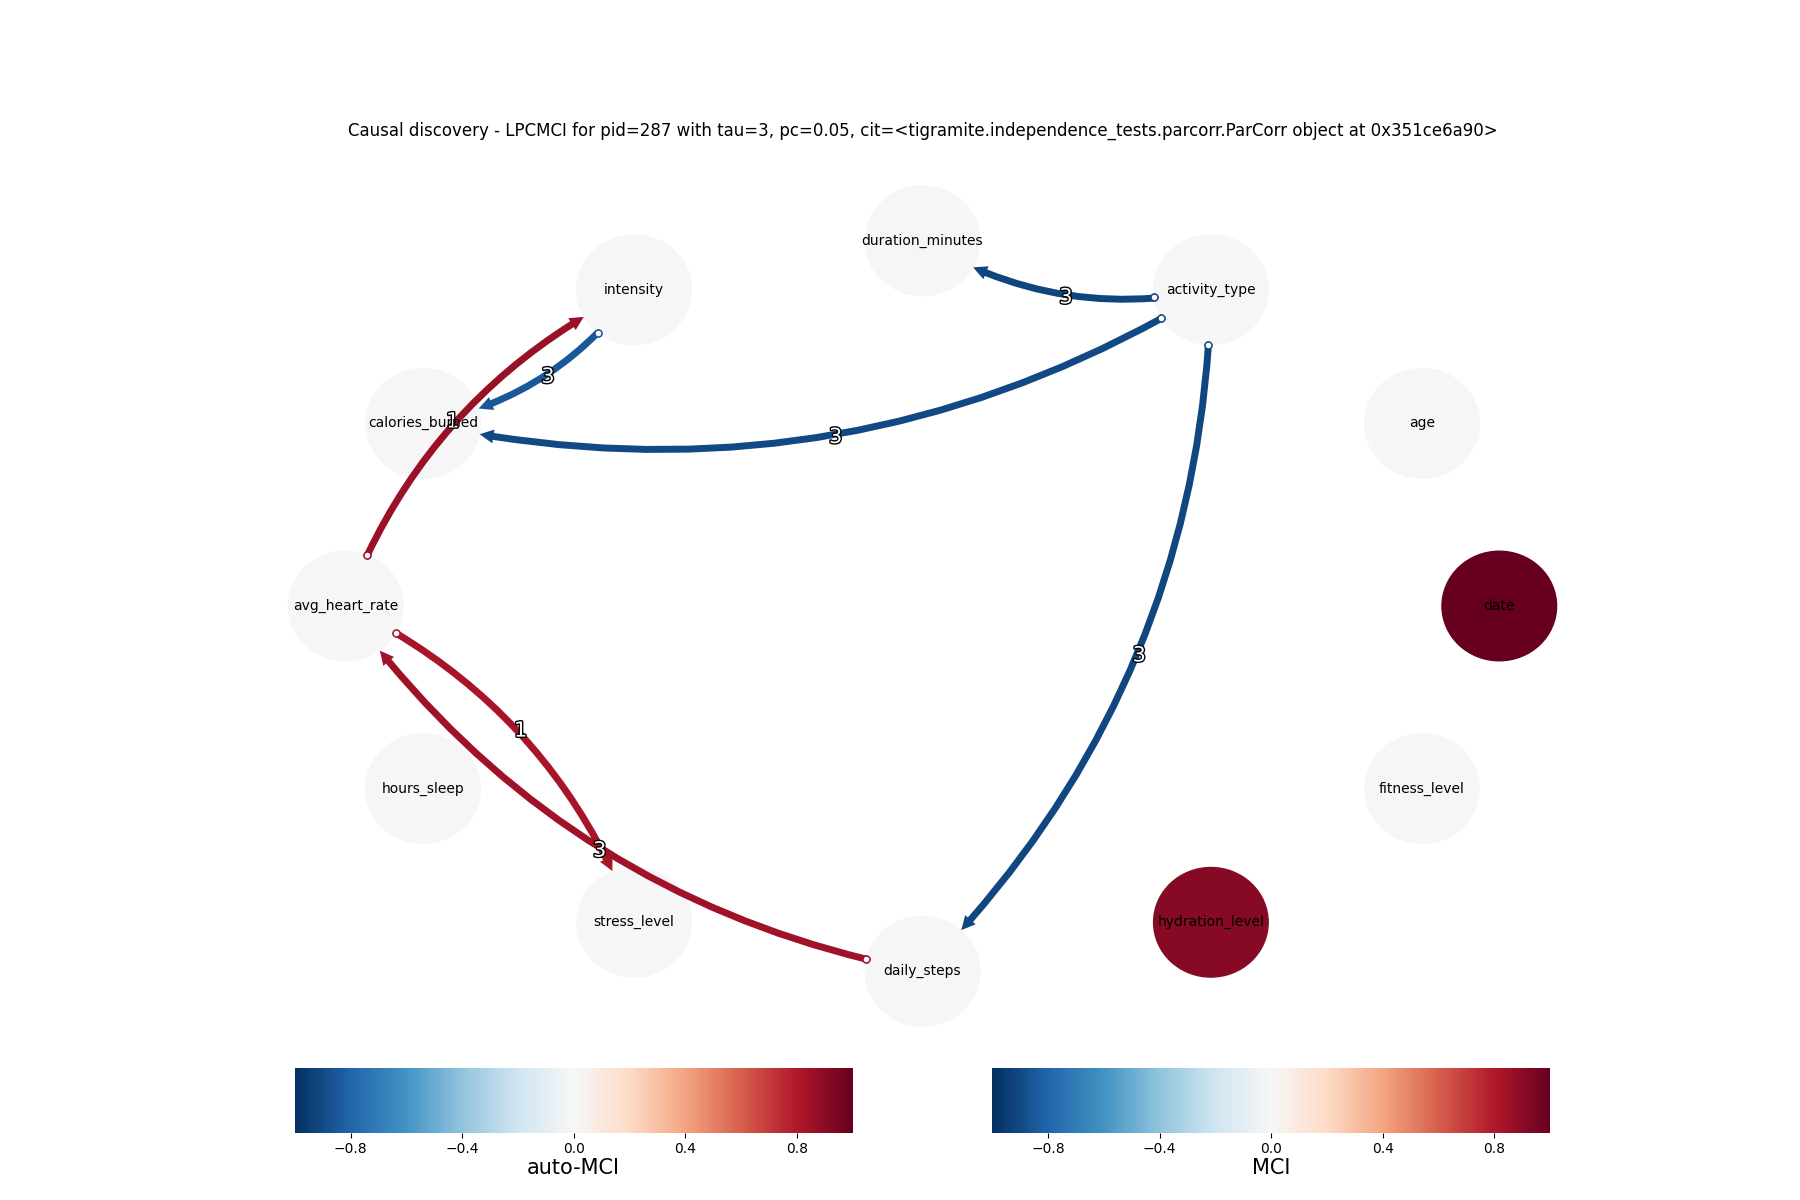 Causal discovery - LPCMCI for pid=287 with tau=3, pc=0.05, cit=<tigramite.independence_tests.parcorr.ParCorr object at 0x351ce6a90>
duration_minutes
intensity
activity_type
3
3
1
calories_burned
3
age
avg_heart_rate
date
3
1
hours_sleep
fitness_level
3
stress_level
hydration_level
daily_steps
−0.8 −0.4 0.0 0.4 0.8
auto-MCI
−0.8 −0.4 0.0 0.4 0.8
MCI